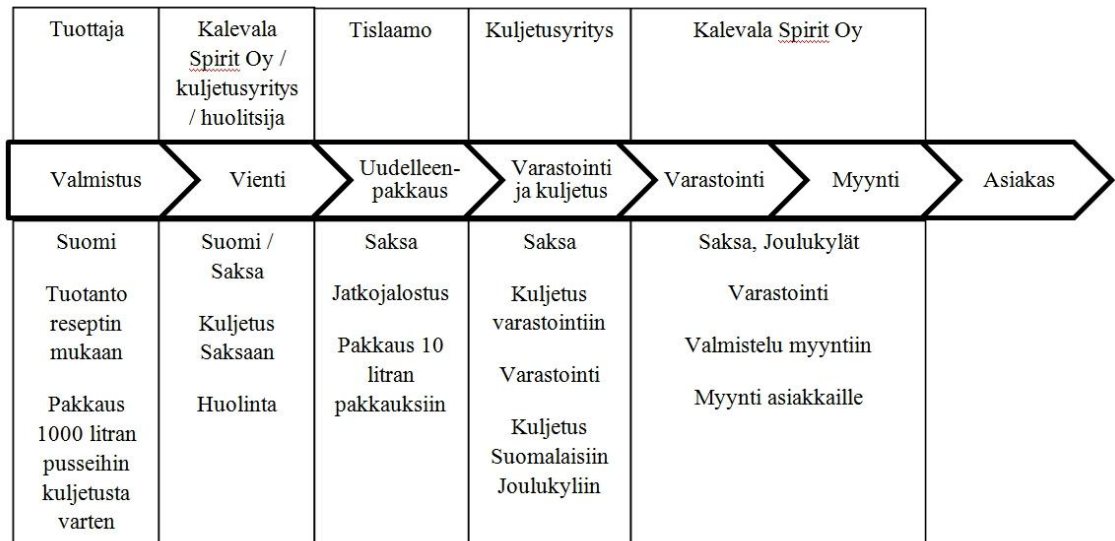 Tuottaja
Kalevala
Spirit Oy /
kuljetusyritys
/ huolitsija
Tislaamo
Kuljetusyritys
Kalevala Spirit Oy
Valmistus
Vienti
Uudelleen-
pakkaus
Varastointi
ja kuljetus
Varastointi
Myynti
Asiakas
Suomi
Tuotanto
reseptin
mukaan
Pakkaus
1000 litran
pusseihin
kuljetusta
varten
Suomi /
Saksa
Kuljetus
Saksaan
Huolinta
Saksa
Jatkojalostus
Pakkaus 10
litran
pakkauksiin
Saksa
Kuljetus
varastointiin
Varastointi
Kuljetus
Suomalaisiin
Joulukyliin
Saksa, Joulukylät
Varastointi
Valmistelu myyntiin
Myynti asiakkaille